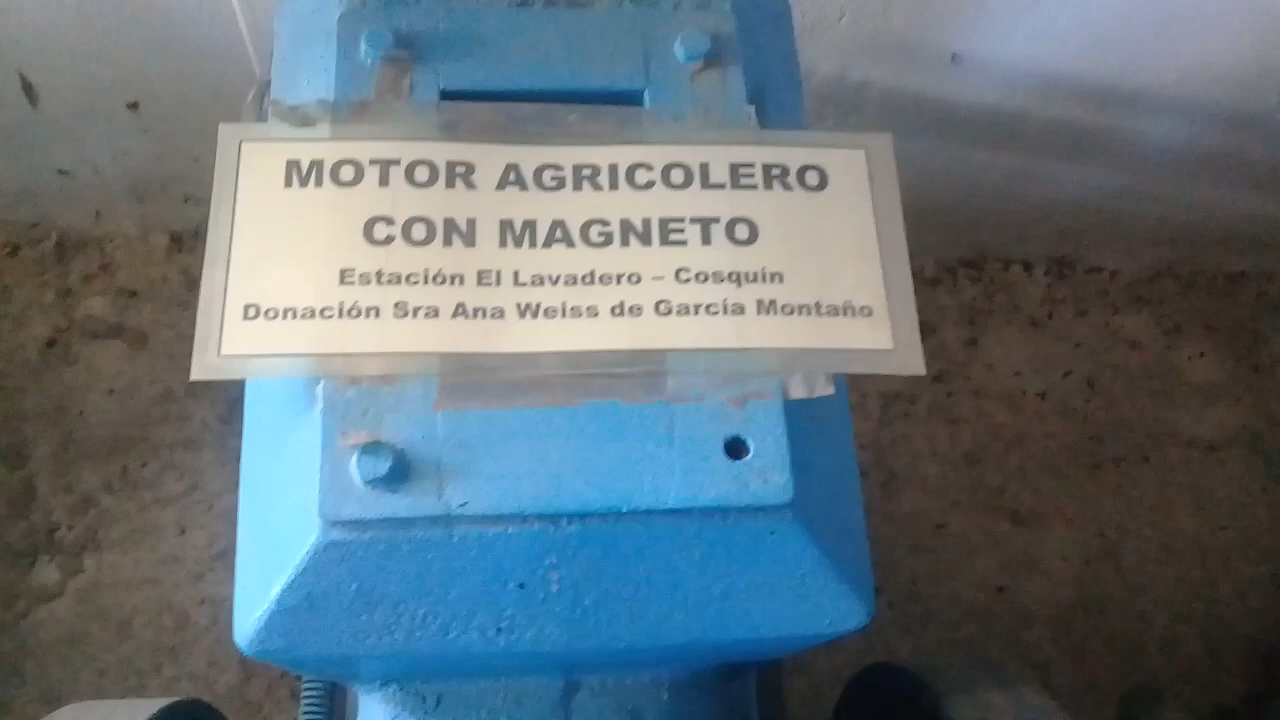 MOTOR AGRICOLERO
CON MAGNETO
Estación El Lavadero – Cosquín
Donación Sra Ana Weiss de García Montaño